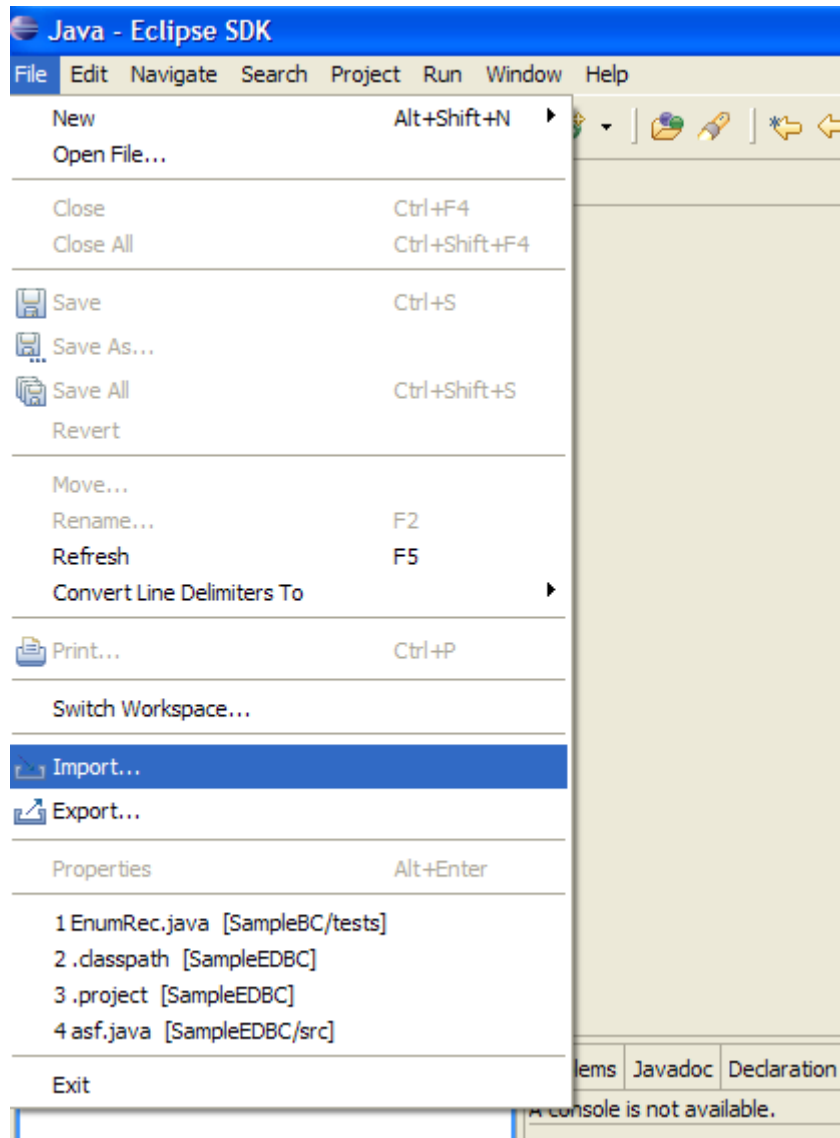 Java - Eclipse SDK
File Edit Navigate Search Project Run Window Help
New Alt+Shift+N
Open File...
Close Ctrl+F4
Close All Ctrl+Shift+F4
Save Ctrl+S
Save As...
Save All Ctrl+Shift+S
Revert
Move...
Rename... F2
Refresh F5
Convert Line Delimiters To
Print... Ctrl+P
Switch Workspace...
Import...
Export...
Properties Alt+Enter
1 EnumRec.java [SampleBC/tests]
2 .classpath [SampleEDBC]
3 .project [SampleEDBC]
4 asf.java [SampleEDBC/src]
Exit
lems Javadoc Declaration
A console is not available.